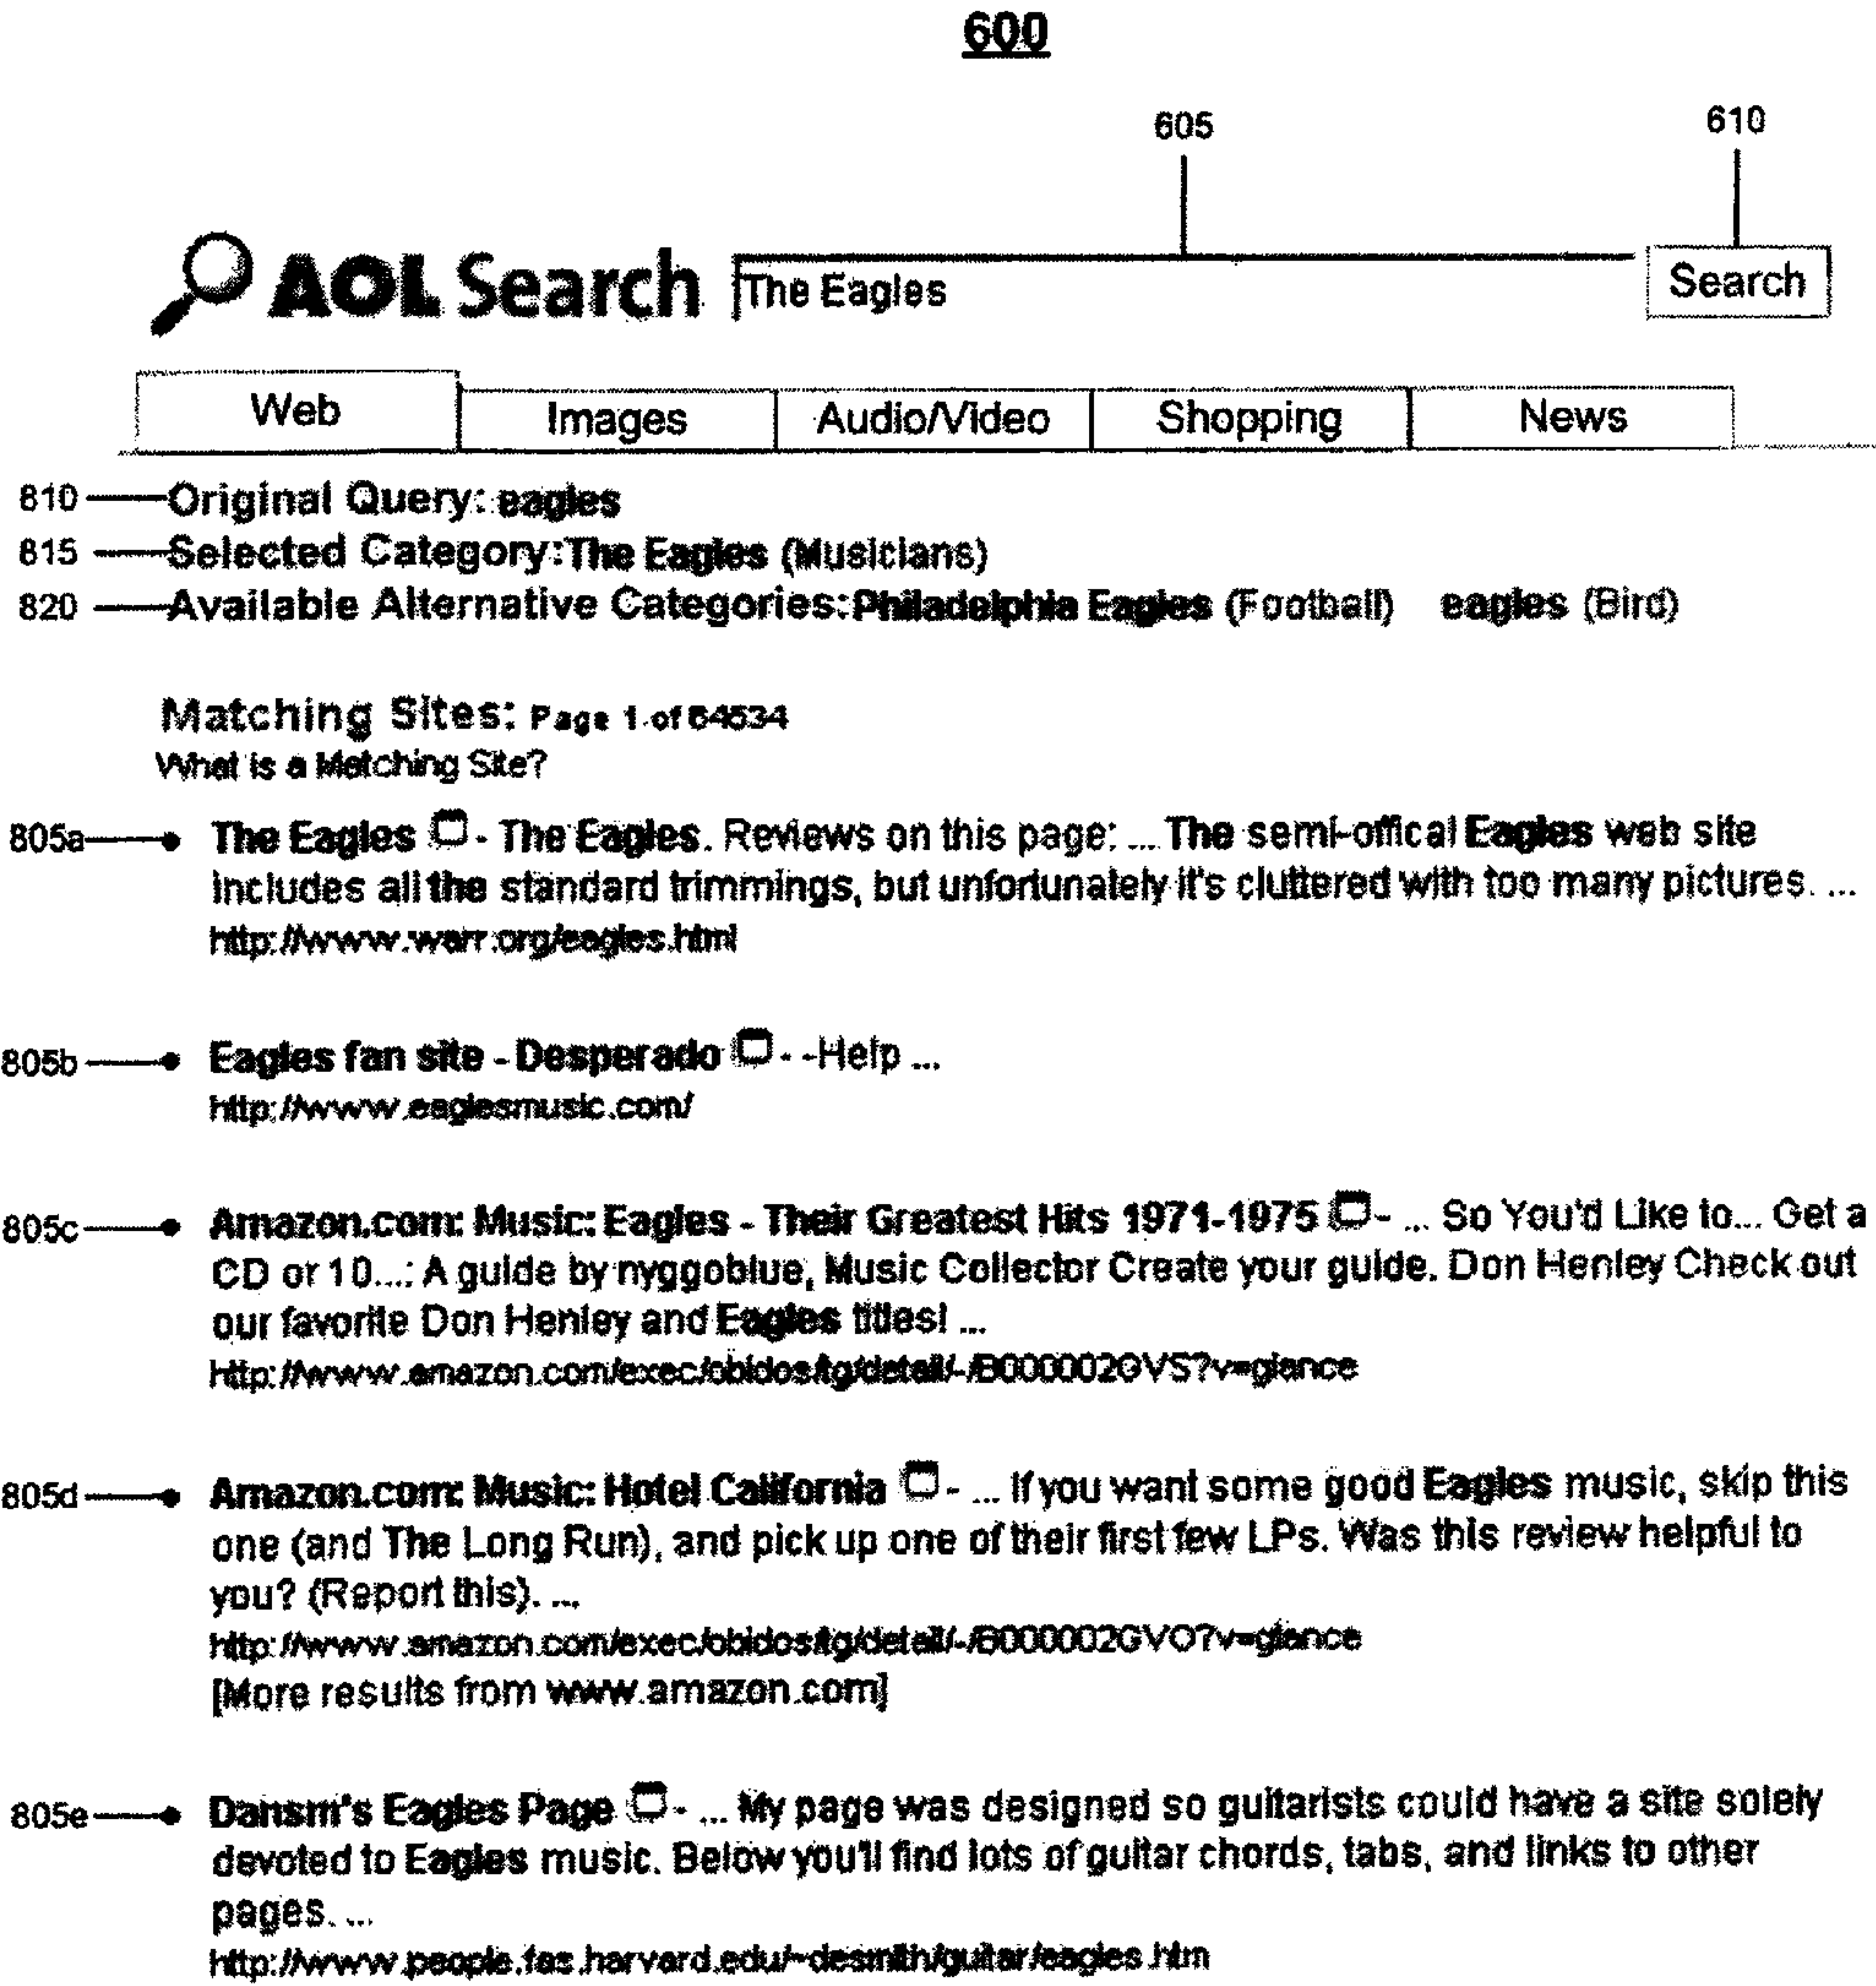 600
605 610
AOL Search The Eagles Search
Web Images Audio/Video Shopping News
810 Original Query: eagles
815 Selected Category: The Eagles (Musicians)
820 Available Alternative Categories: Philadelphia Eagles (Football) eagles (Bird)
Matching Sites: Page 1 of
What is a Matching Site?
805a The Eagles - The Eagles. Reviews on this page: ... The semi-offical Eagles web site
includes all the standard trimmings, but unfortunately it's cluttered with too many pictures. ...
http://www.warr.org/eagles.html
805b Eagles fan site - Desperado - -Help ...
http://www.eaglesmusic.com/
805c Amazon.com: Music: Eagles - Their Greatest Hits 1971-1975 - ... So You'd Like to... Get a
CD or 10...: A guide by nyggoblue, Music Collector Create your guide. Don Henley Check out
our favorite Don Henley and Eagles titles! ...
http://www.amazon.com/exec/obidos/tg/detail/-/B000002GVS?v=glance
805d Amazon.com: Music: Hotel California - ... If you want some good Eagles music, skip this
one (and The Long Run), and pick up one of their first few LPs. Was this review helpful to
you? (Report this). ...
http://www.amazon.com/exec/obidos/tg/detail/-/B000002GVO?v=glance
[More results from www.amazon.com]
805e Dansm's Eagles Page - ... My page was designed so guitarists could have a site solely
devoted to Eagles music. Below you'll find lots of guitar chords, tabs, and links to other
pages. ...
http://www.people.fas.harvard.edu/~desmith/guitar/eagles.htm